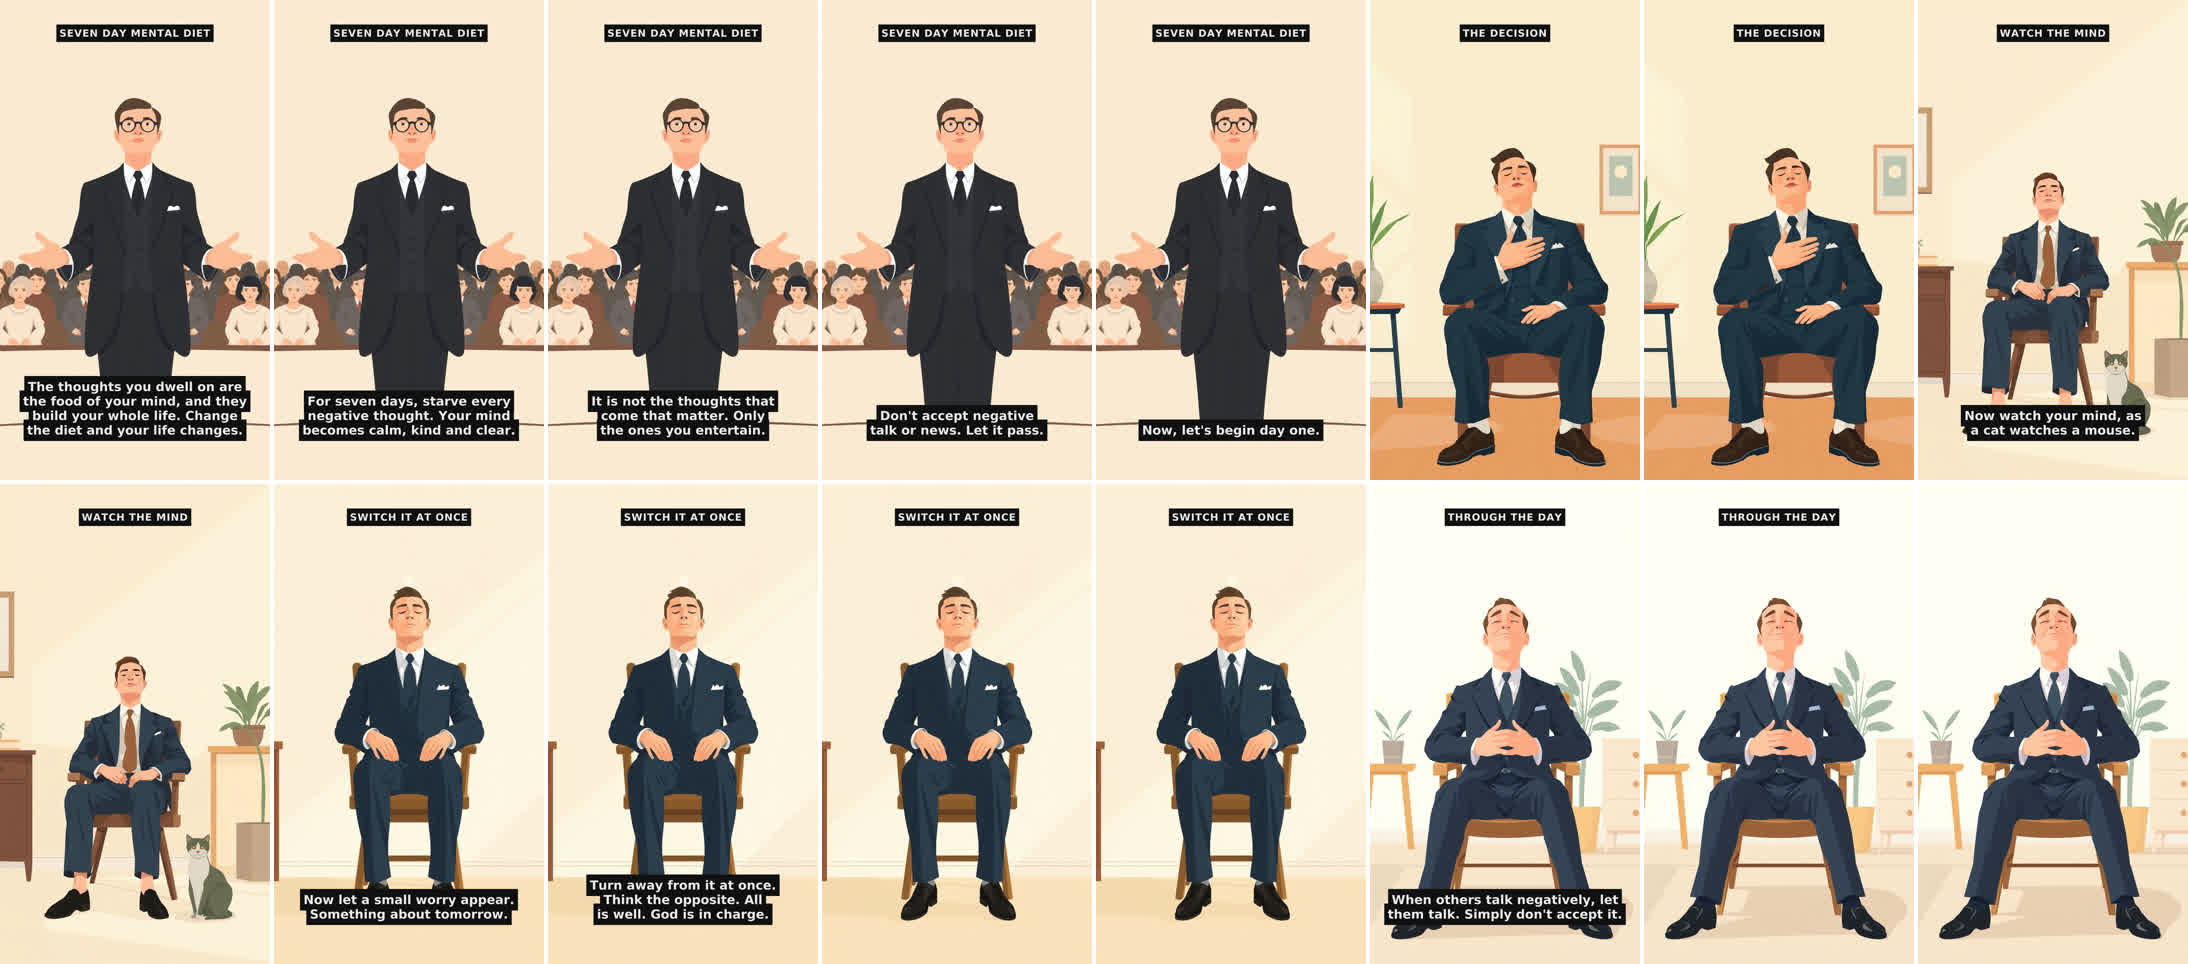 SEVEN DAY MENTAL DIET
The thoughts you dwell on are
the food of your mind, and they
build your whole life. Change
the diet and your life changes.
SEVEN DAY MENTAL DIET
For seven days, starve every
negative thought. Your mind
becomes calm, kind and clear.
SEVEN DAY MENTAL DIET
It is not the thoughts that
come that matter. Only
the ones you entertain.
SEVEN DAY MENTAL DIET
Don't accept negative
talk or news. Let it pass.
SEVEN DAY MENTAL DIET
Now, let's begin day one.
THE DECISION
THE DECISION
WATCH THE MIND
Now watch your mind, as
a cat watches a mouse.
WATCH THE MIND
SWITCH IT AT ONCE
Now let a small worry appear.
Something about tomorrow.
SWITCH IT AT ONCE
Turn away from it at once.
Think the opposite. All
is well. God is in charge.
SWITCH IT AT ONCE
SWITCH IT AT ONCE
THROUGH THE DAY
When others talk negatively, let
them talk. Simply don't accept it.
THROUGH THE DAY